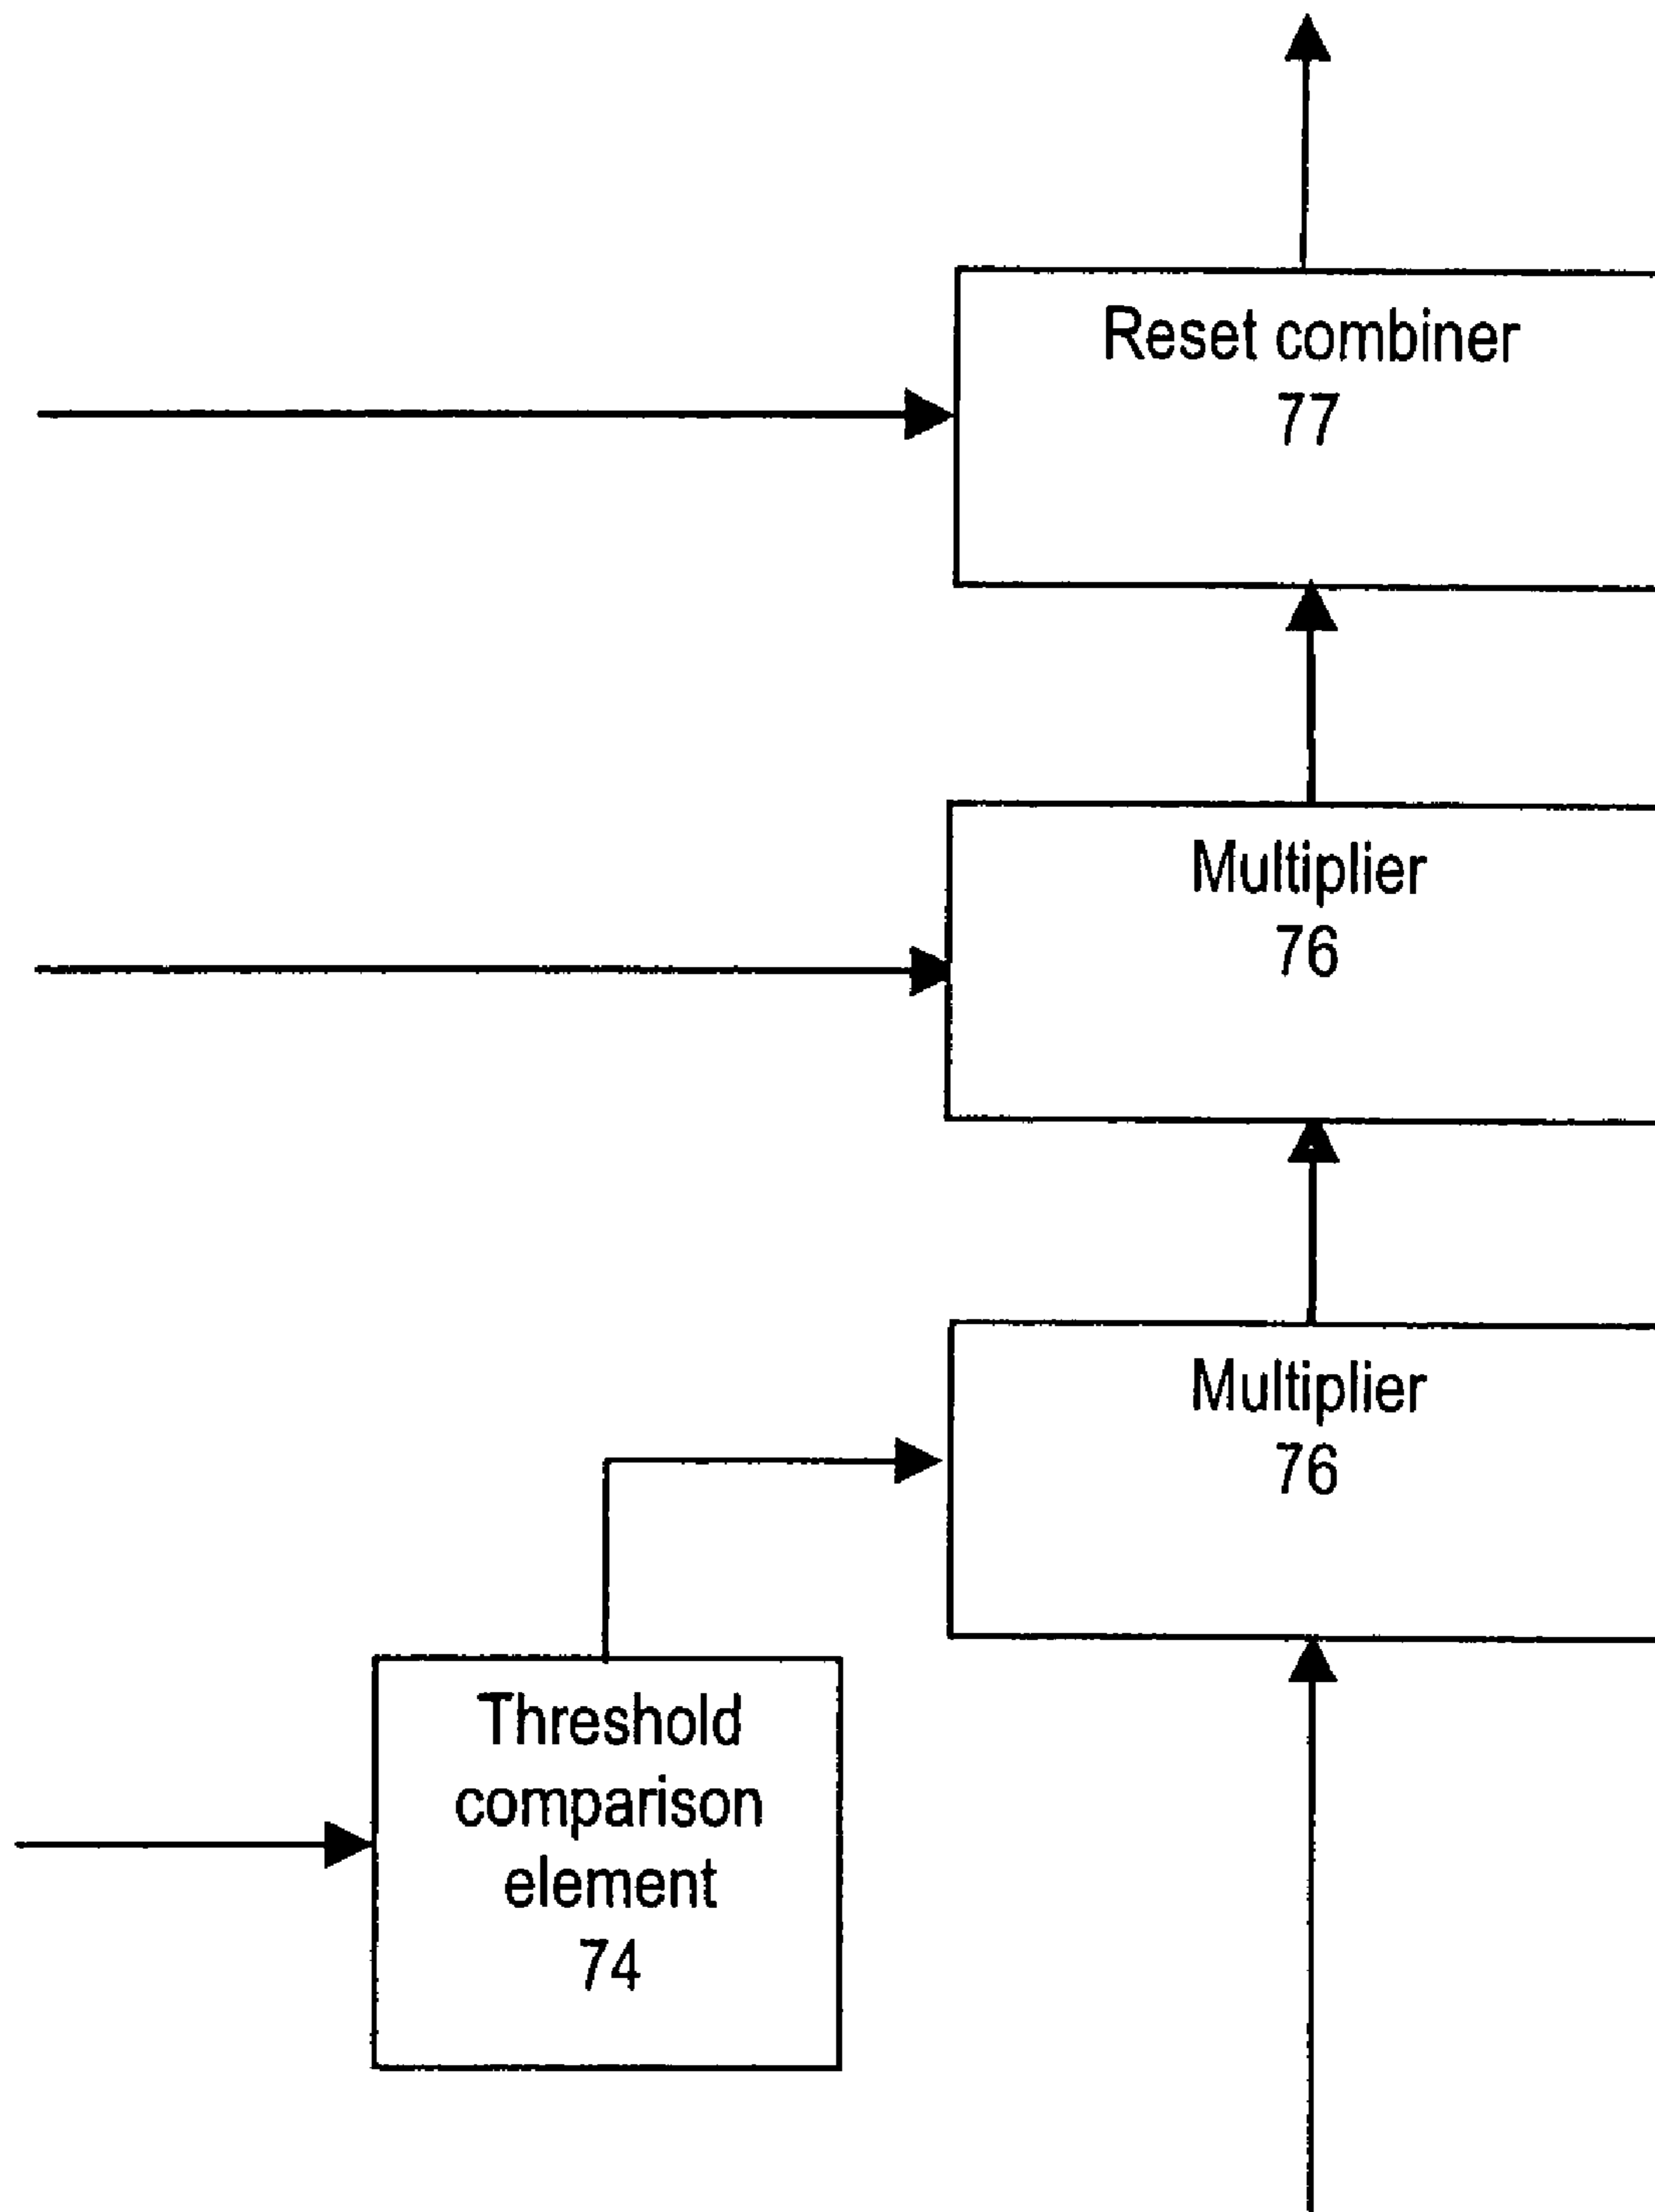 Reset combiner
77
Multiplier
76
Multiplier
76
Threshold
comparison
element
74